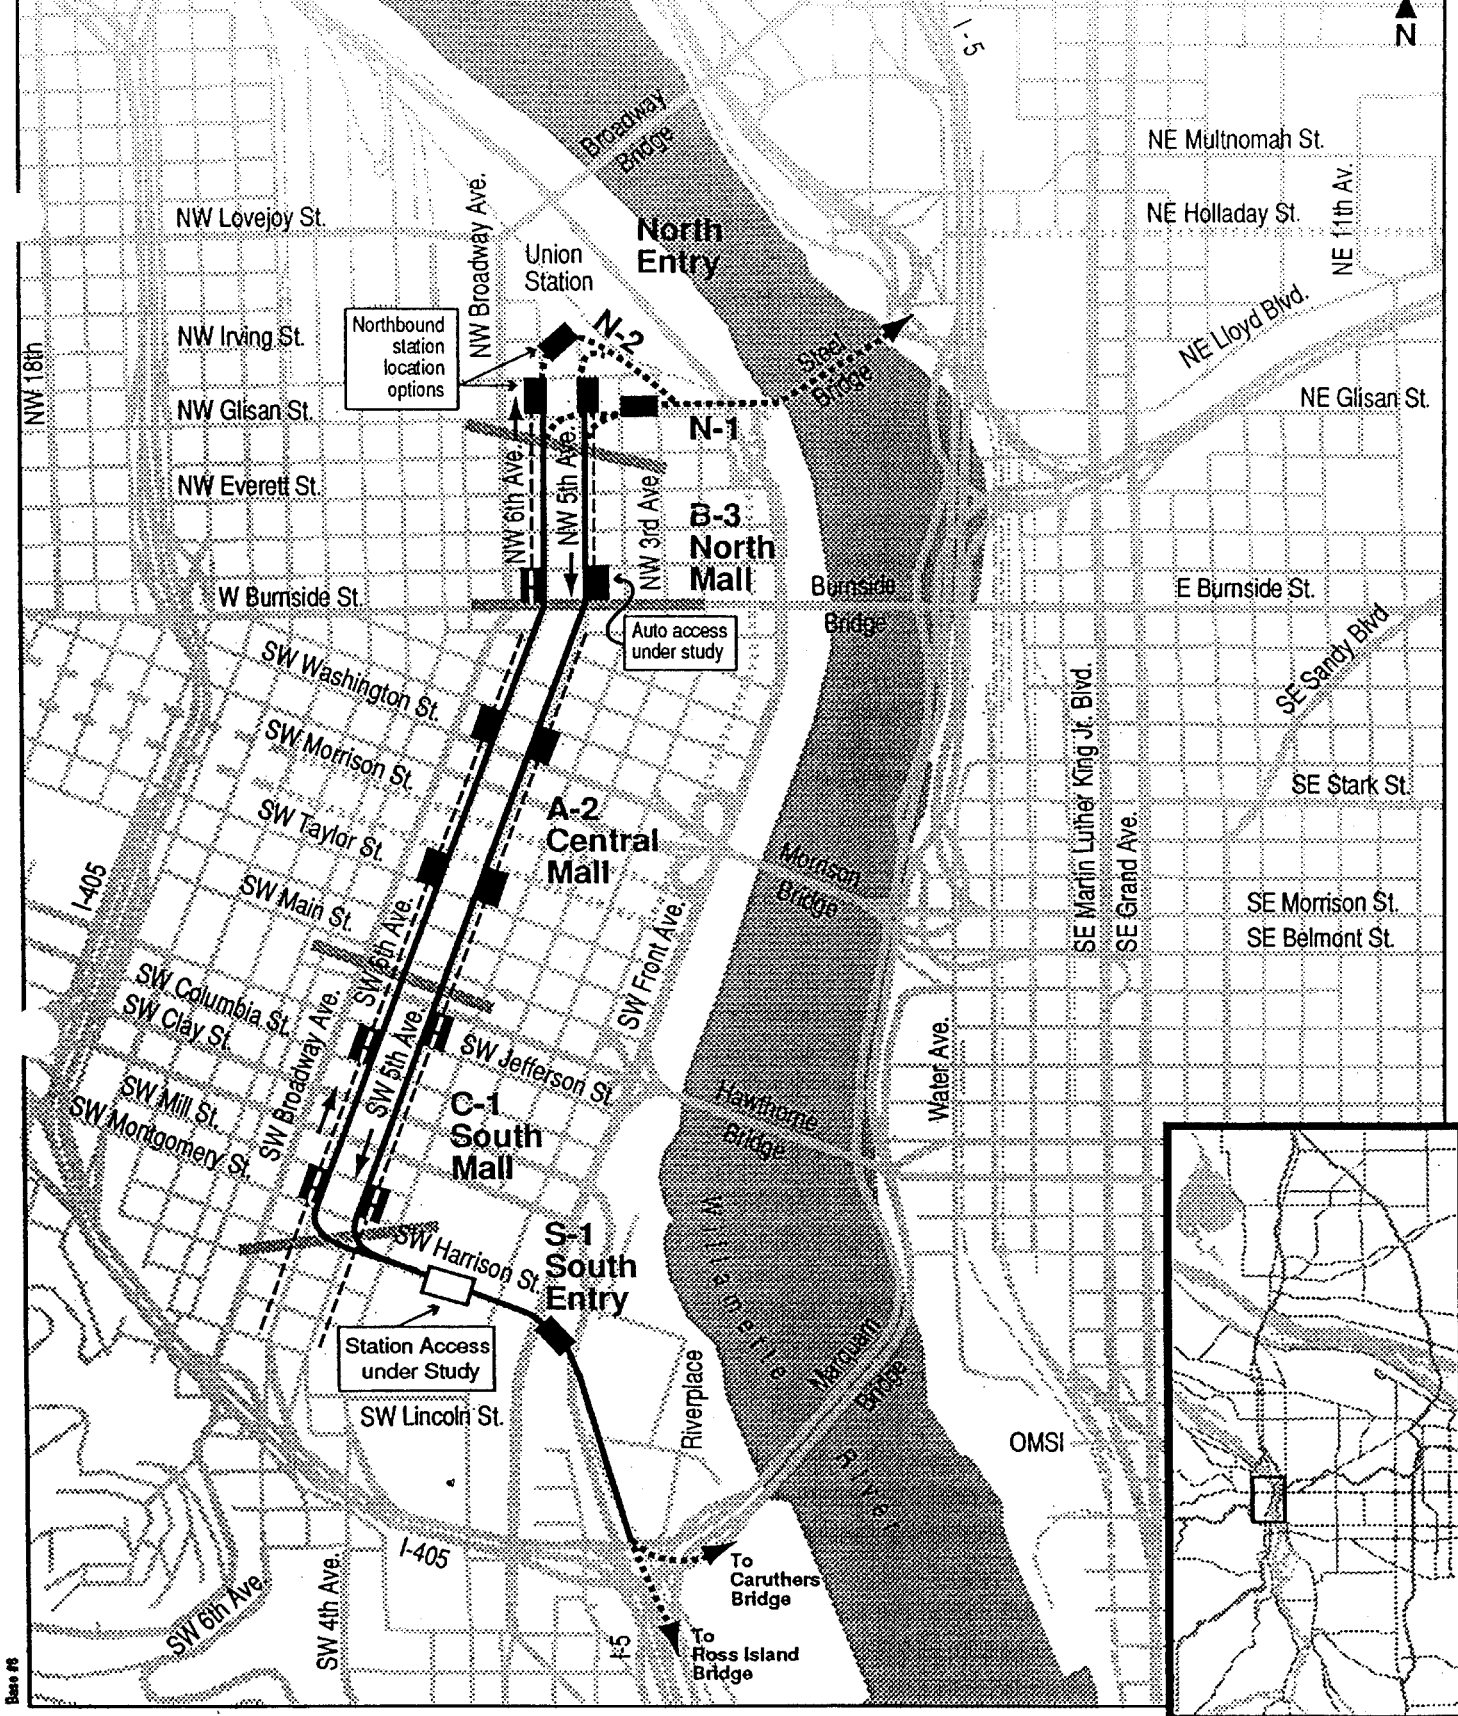 N
I-5
Broadway
Bridge
NE Multnomah St.
NE 11th Av.
NW Lovejoy St.
NW Broadway Ave.
North
Entry
NE Holladay St.
Union
Station
NE Lloyd Blvd.
Northbound
station
location
options
N-2
NW Irving St.
Steel
Bridge
NW 18th
NW Glisan St.
NE Glisan St.
N-1
NW 6th Ave.
NW 5th Ave.
NW 3rd Ave.
NW Everett St.
B-3
North
Mall
W Burnside St.
Burnside
Bridge
E Burnside St.
Auto access
under study
SE Sandy Blvd
SW Washington St.
SW Morrison St.
SE Martin Luther King Jr. Blvd.
SE Grand Ave.
SE Stark St.
SW Taylor St.
A-2
Central
Mall
Morrison
Bridge
I-405
SW Main St.
SE Morrison St.
SE Belmont St.
SW 6th Ave.
SW Front Ave.
SW Columbia St.
SW Clay St.
SW Broadway Ave.
SW 5th Ave.
SW Jefferson St.
Water Ave.
SW Mill St.
SW Montgomery St.
C-1
South
Mall
Hawthorne
Bridge
Willamette
River
SW Harrison St.
S-1
South
Entry
Station Access
under Study
Marquam
Bridge
Riverplace
SW Lincoln St.
OMSI
I-405
To
Caruthers
Bridge
SW 6th Ave
SW 4th Ave.
I-5
To
Ross Island
Bridge
Base #8